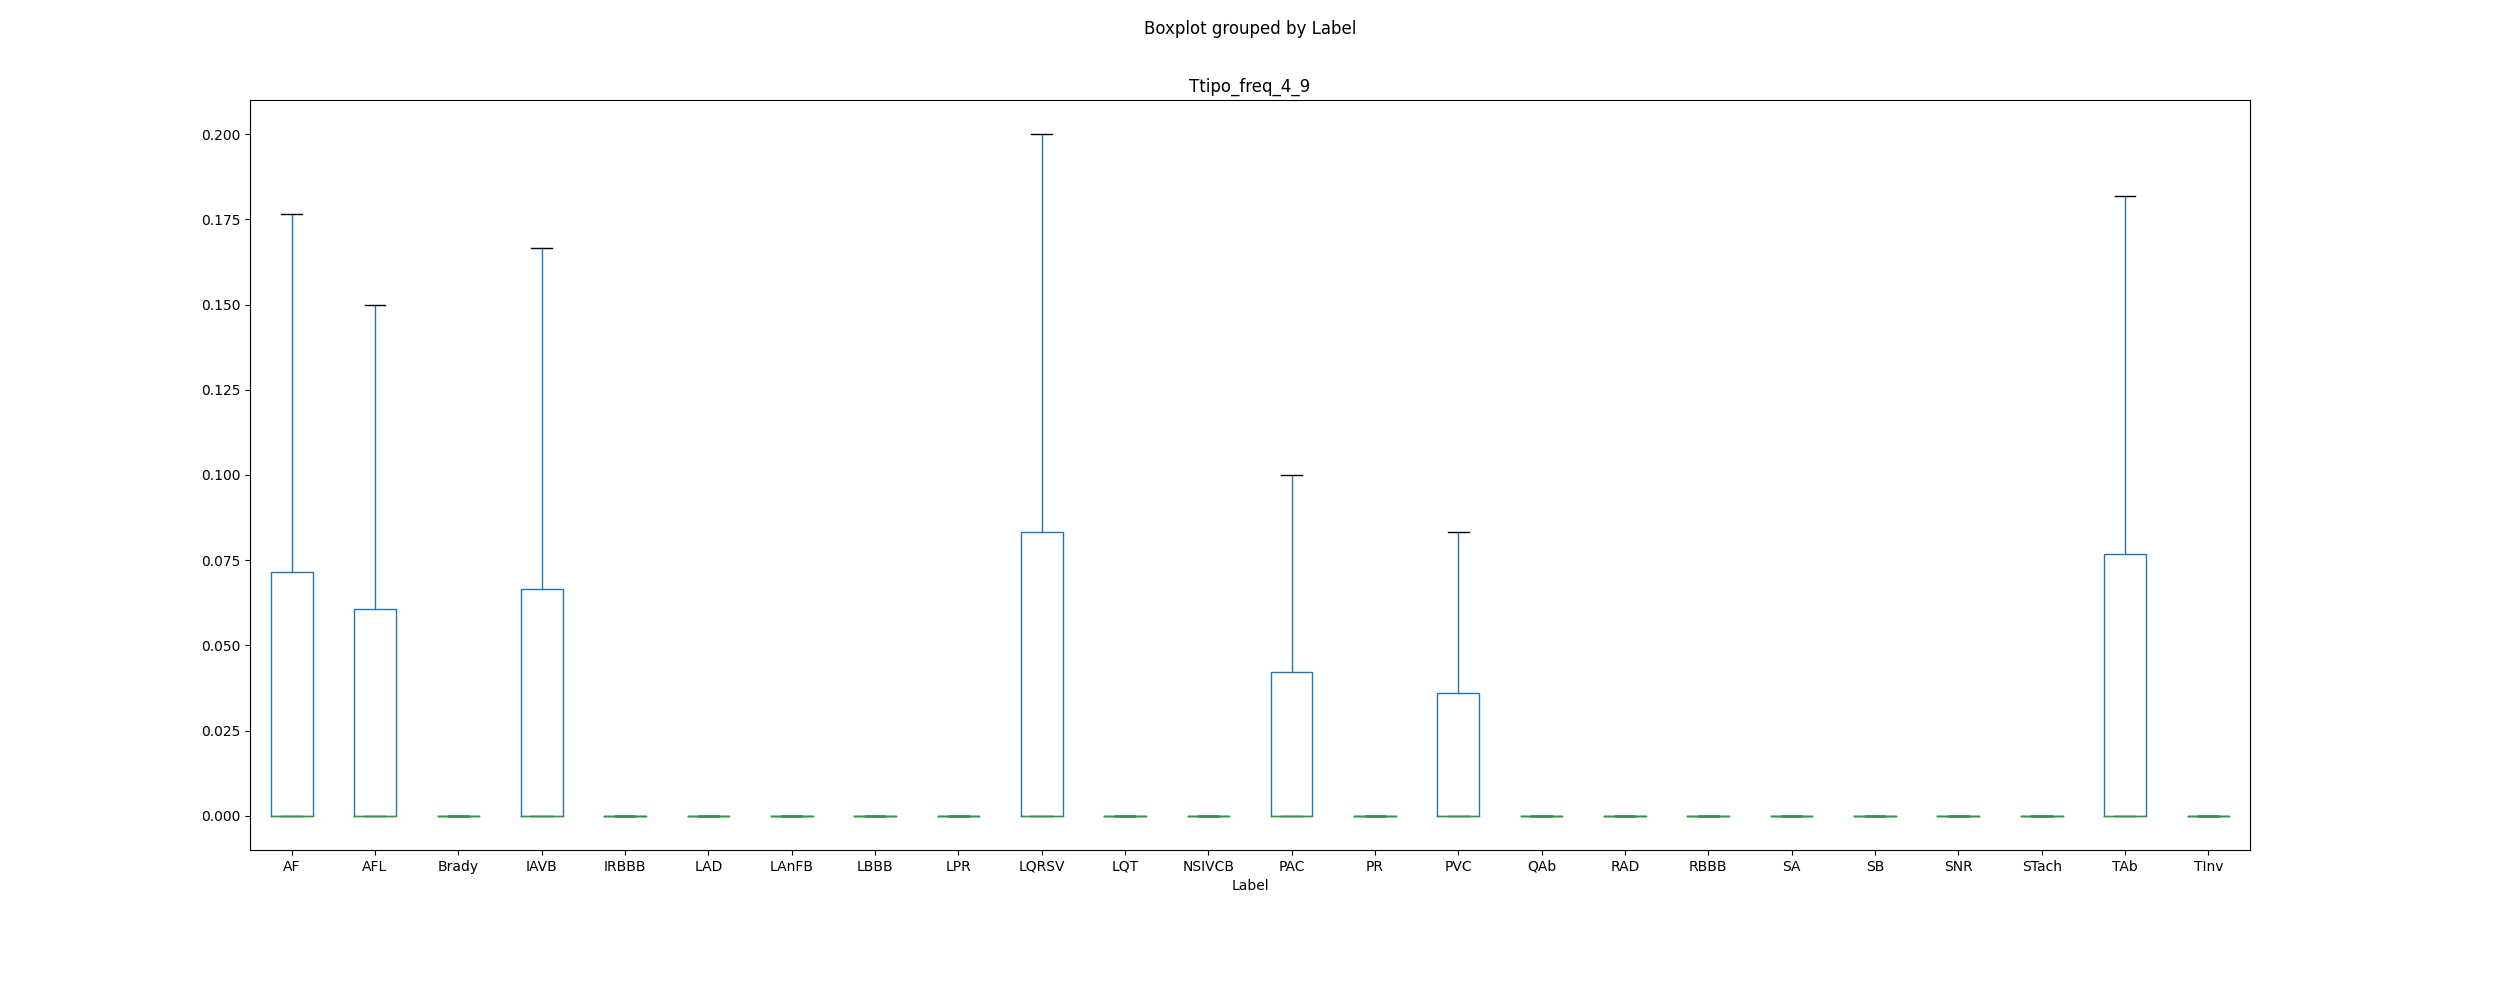 Boxplot grouped by Label
Ttipo_freq_4_9
0.200
0.175
0.150
0.125
0.100
0.075
0.050
0.025
0.000
AF AFL Brady IAVB IRBBB LAD LAnFB LBBB LPR LQRSV LQT NSIVCB PAC PR PVC QAb RAD RBBB SA SB SNR STach TAb TInv
Label